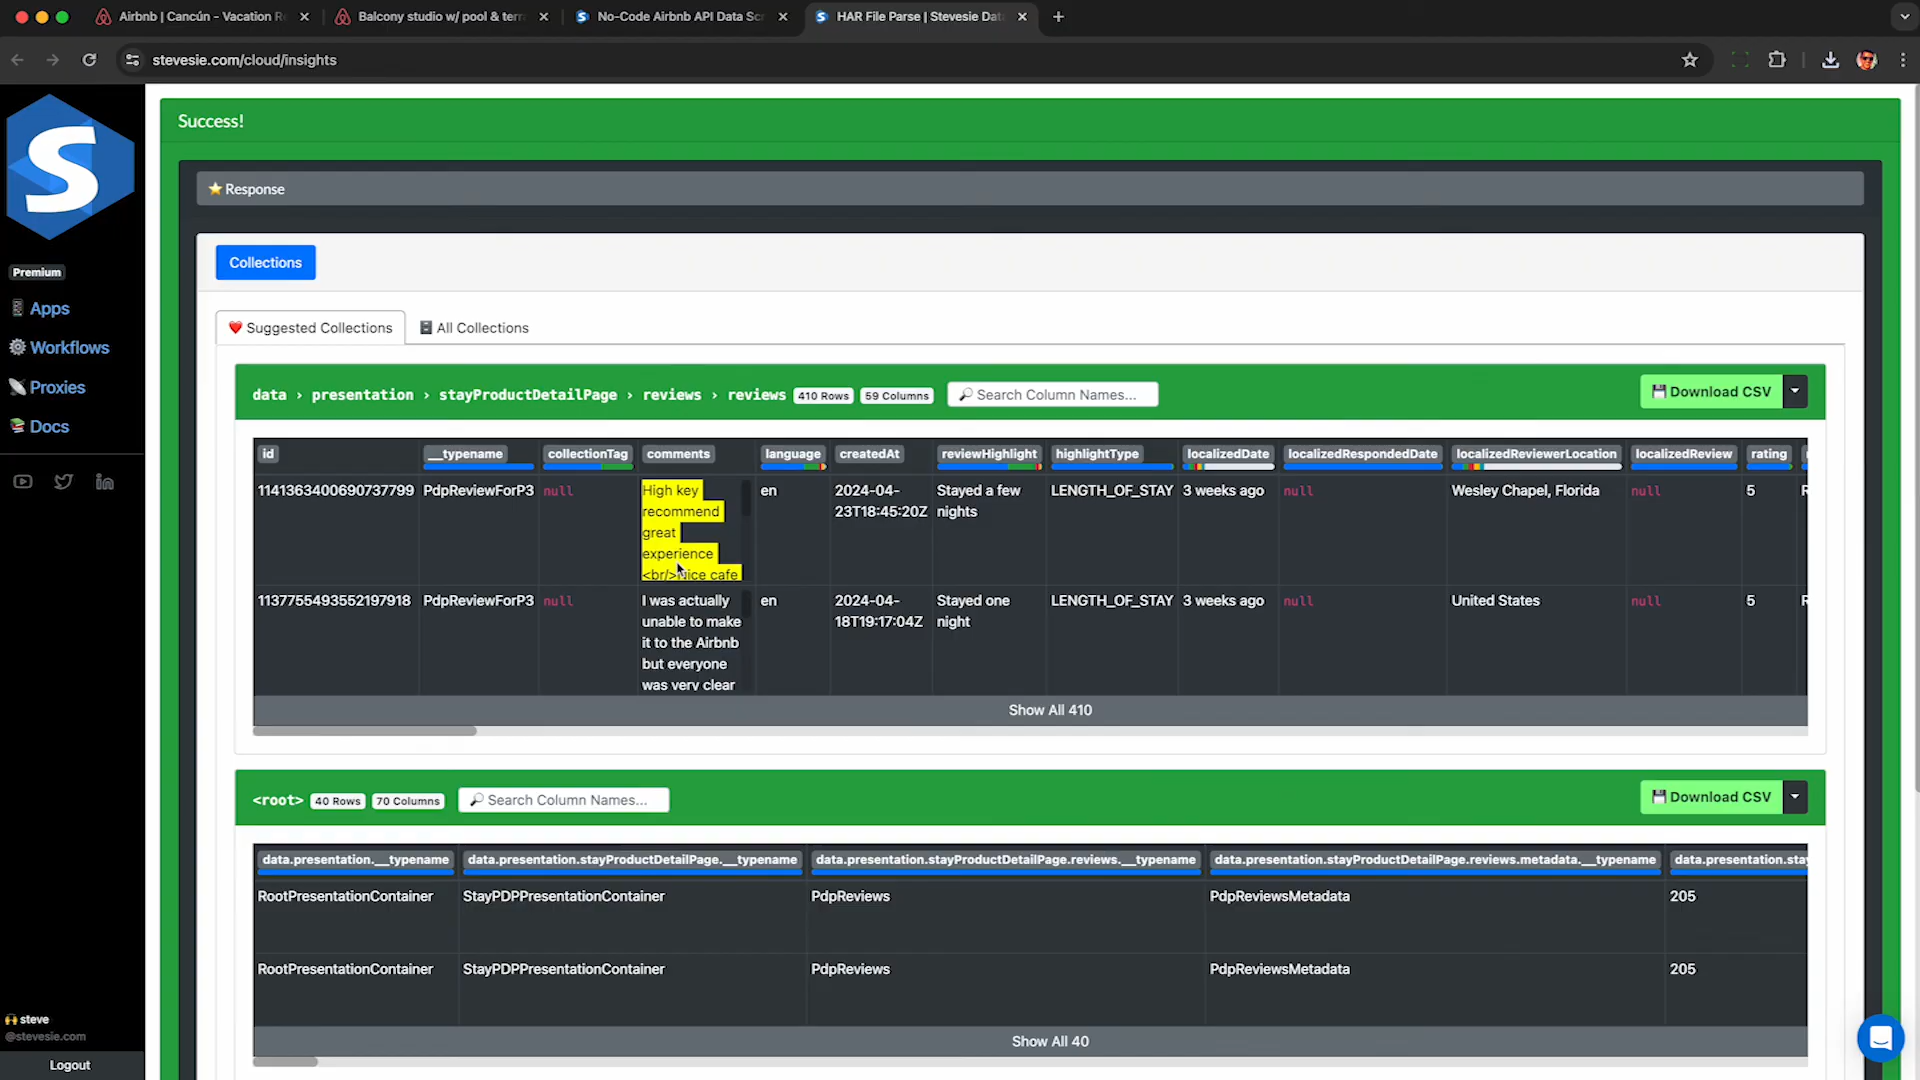 Airbnb | Cancún - Vacation Re
Balcony studio w/ pool & terr
No-Code Airbnb API Data Scr
HAR File Parse | Stevesie Dat
stevesie.com/cloud/insights
S
Premium
Apps
Workflows
Proxies
Docs
steve
@stevesie.com
Logout
Success!
Response
Collections
Suggested Collections
All Collections
data › presentation › stayProductDetailPage › reviews › reviews 410 Rows 59 Columns Search Column Names... Download CSV
id __typename collectionTag comments language createdAt reviewHighlight highlightType localizedDate localizedRespondedDate localizedReviewerLocation localizedReview rating
1141363400690737799 PdpReviewForP3 null High key en 2024-04- Stayed a few LENGTH_OF_STAY 3 weeks ago null Wesley Chapel, Florida null 5 R
recommend 23T18:45:20Z nights
great
experience
<br/>Nice cafe
1137755493552197918 PdpReviewForP3 null I was actually en 2024-04- Stayed one LENGTH_OF_STAY 3 weeks ago null United States null 5 R
unable to make 18T19:17:04Z night
it to the Airbnb
but everyone
was very clear
Show All 410
<root> 40 Rows 70 Columns Search Column Names... Download CSV
data.presentation.__typename data.presentation.stayProductDetailPage.__typename data.presentation.stayProductDetailPage.reviews.__typename data.presentation.stayProductDetailPage.reviews.metadata.__typename data.presentation.stay
RootPresentationContainer StayPDPPresentationContainer PdpReviews PdpReviewsMetadata 205
RootPresentationContainer StayPDPPresentationContainer PdpReviews PdpReviewsMetadata 205
Show All 40